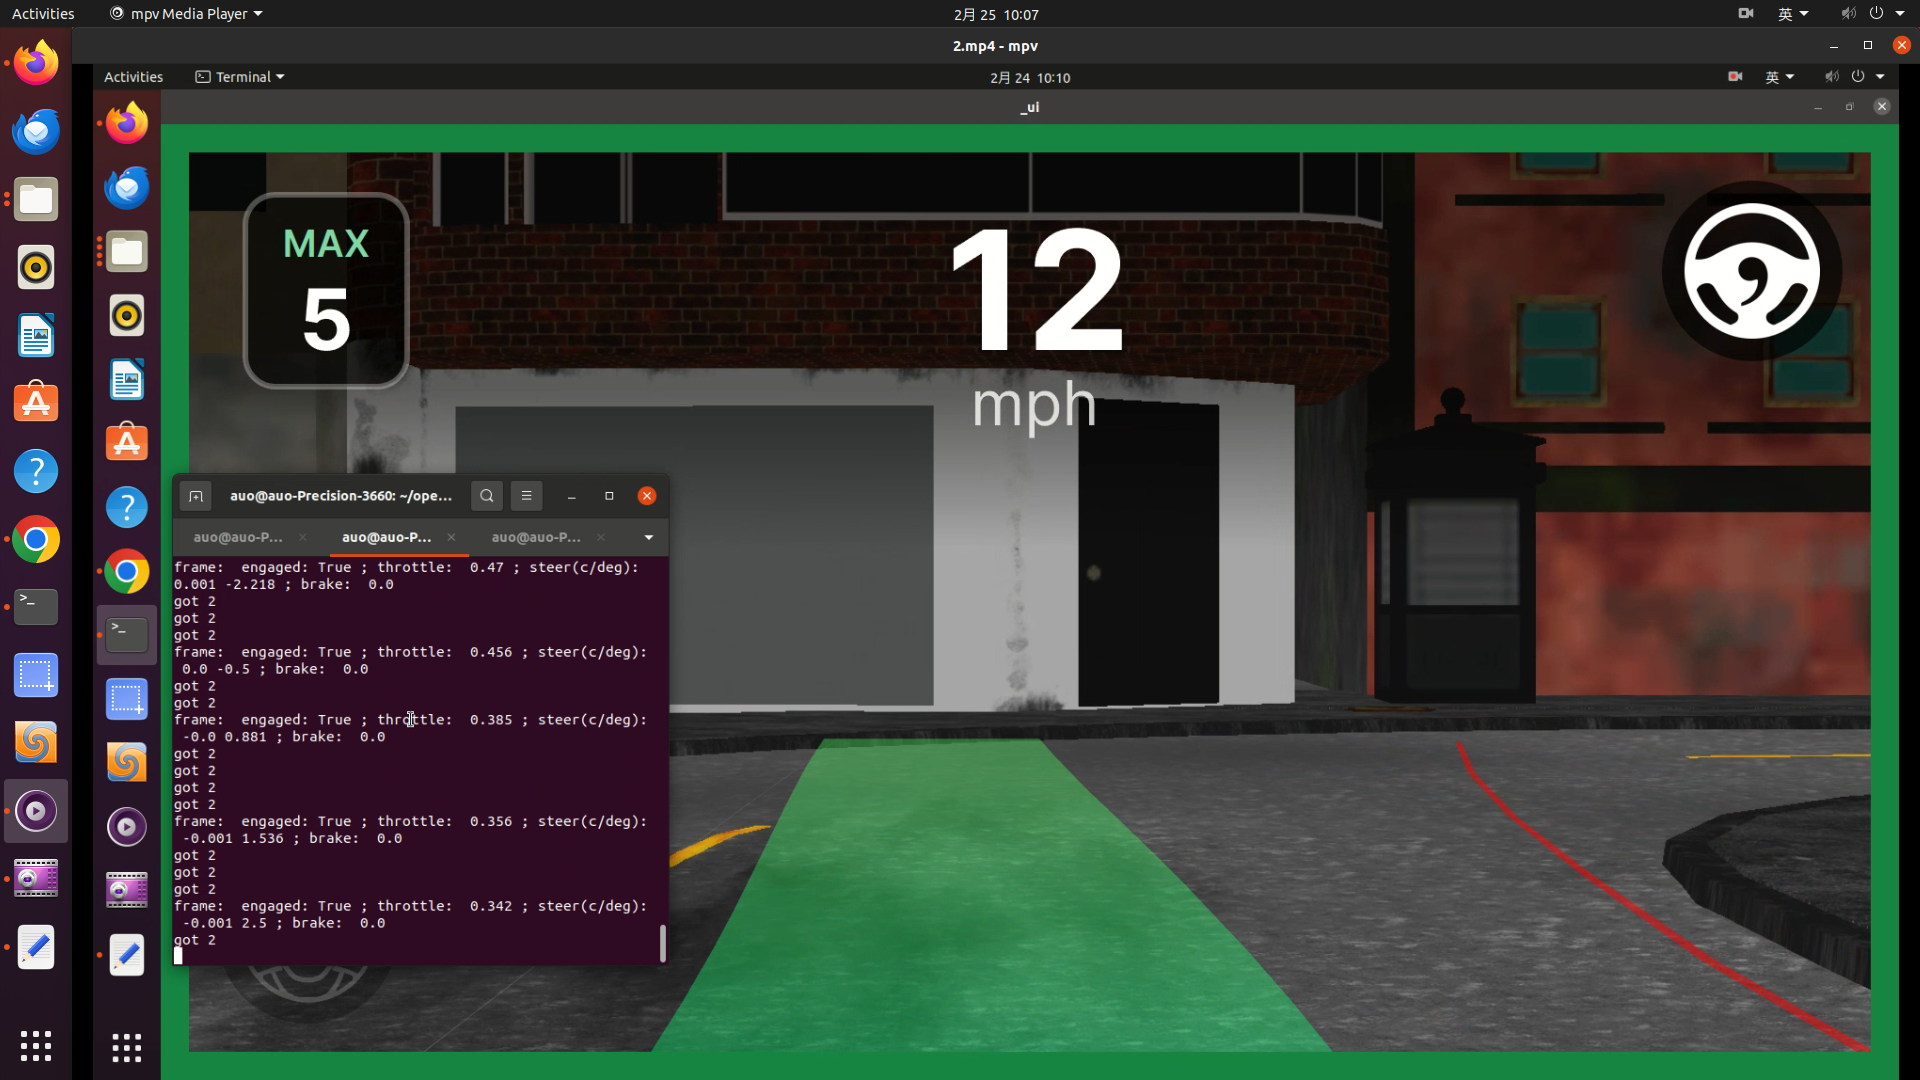 Activities
mpv Media Player
2月 25 10:07
英
2.mp4 - mpv
Activities
Terminal
2月 24 10:10
英
_ui
MAX
5
12
mph
auo@auo-Precision-3660: ~/ope...
auo@auo-P...
auo@auo-P...
auo@auo-P...
frame:  engaged: True ; throttle:  0.47 ; steer(c/deg):
0.001 -2.218 ; brake:  0.0
got 2
got 2
got 2
frame:  engaged: True ; throttle:  0.456 ; steer(c/deg):
 0.0 -0.5 ; brake:  0.0
got 2
got 2
frame:  engaged: True ; throttle:  0.385 ; steer(c/deg):
 -0.0 0.881 ; brake:  0.0
got 2
got 2
got 2
got 2
frame:  engaged: True ; throttle:  0.356 ; steer(c/deg):
 -0.001 1.536 ; brake:  0.0
got 2
got 2
got 2
frame:  engaged: True ; throttle:  0.342 ; steer(c/deg):
 -0.001 2.5 ; brake:  0.0
got 2